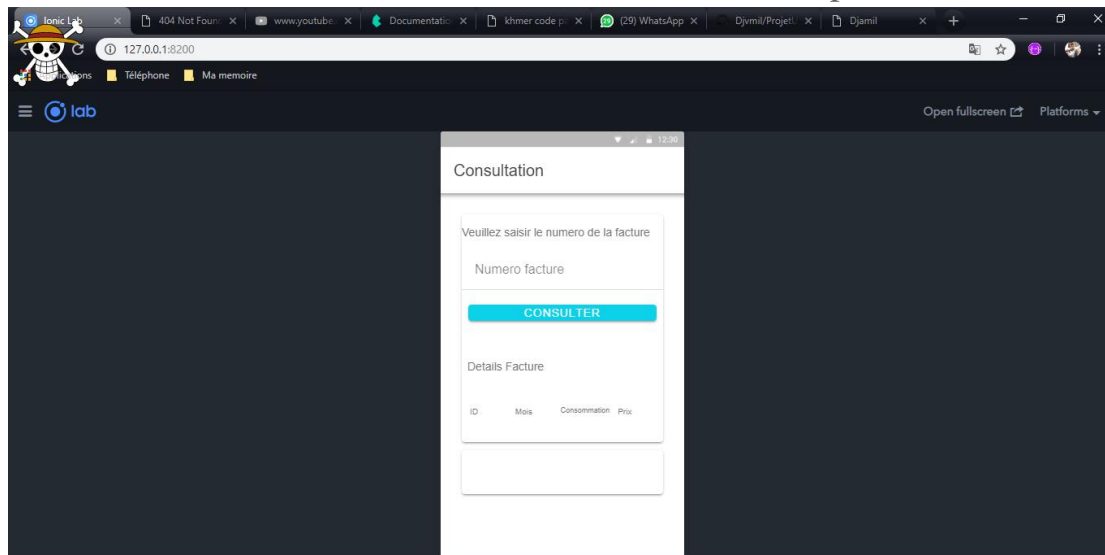 Ionic Lab
404 Not Foun
www.youtube.
Documentatio
khmer code p
(29) WhatsApp
Djvmil/Projet
Djamil
127.0.0.1:8200
Téléphone
Ma memoire
lab
Open fullscreen
Platforms
12:30
Consultation
Veuillez saisir le numero de la facture
Numero facture
CONSULTER
Details Facture
ID Mois Consommation Prix